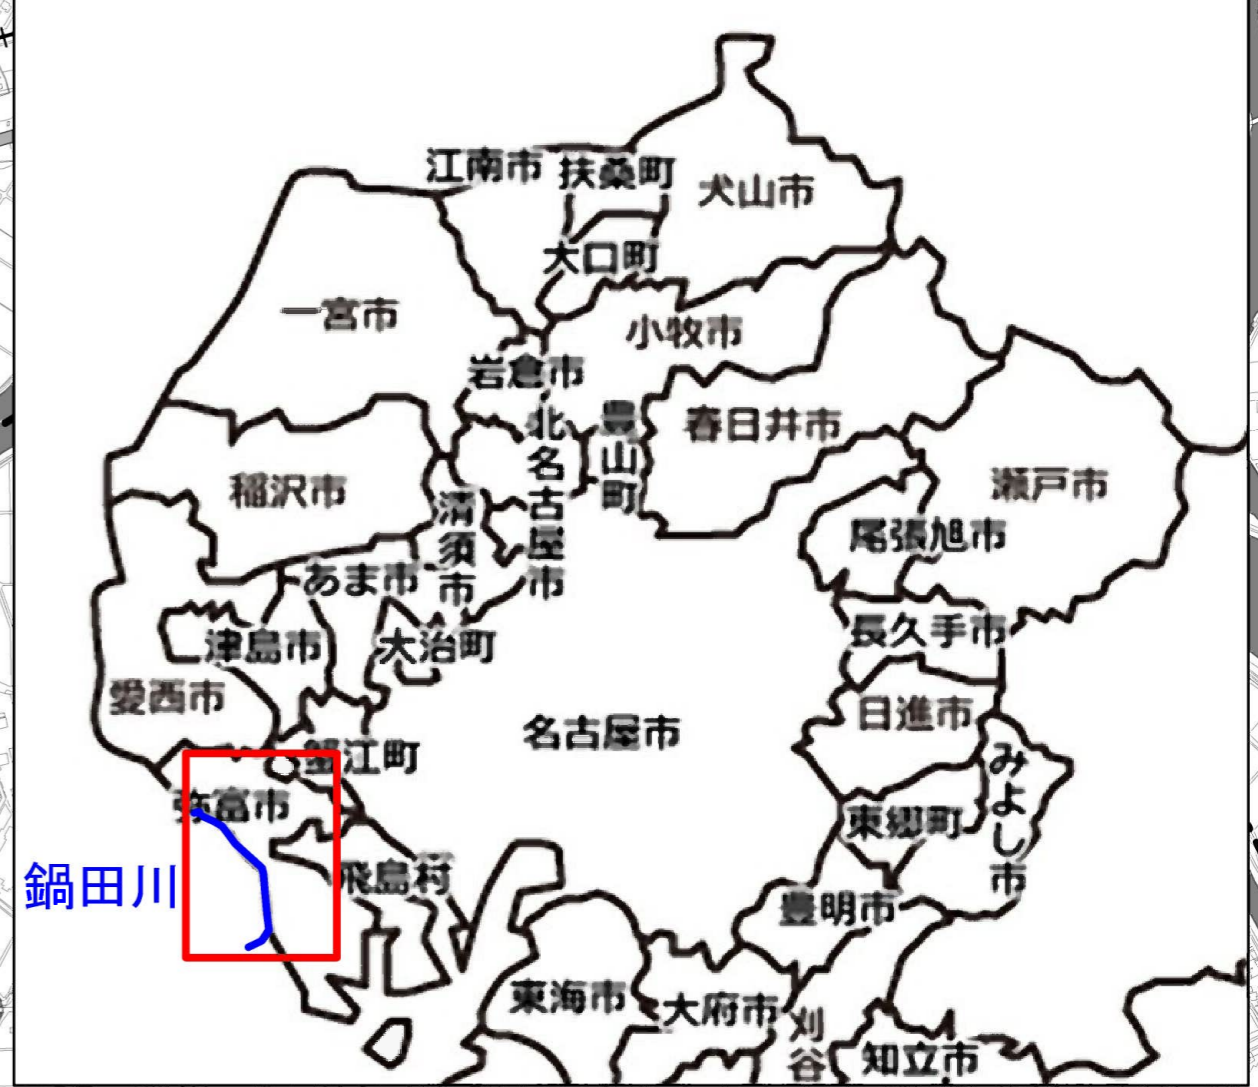 江南市
扶桑町
犬山市
大口町
一宮市
小牧市
岩倉市
北名古屋市
豊山町
春日井市
稲沢市
清須市
瀬戸市
尾張旭市
あま市
津島市
大治町
長久手市
愛西市
名古屋市
日進市
蟹江町
みよし市
弥富市
東郷町
鍋田川
飛島村
豊明市
東海市
大府市
刈谷
知立市